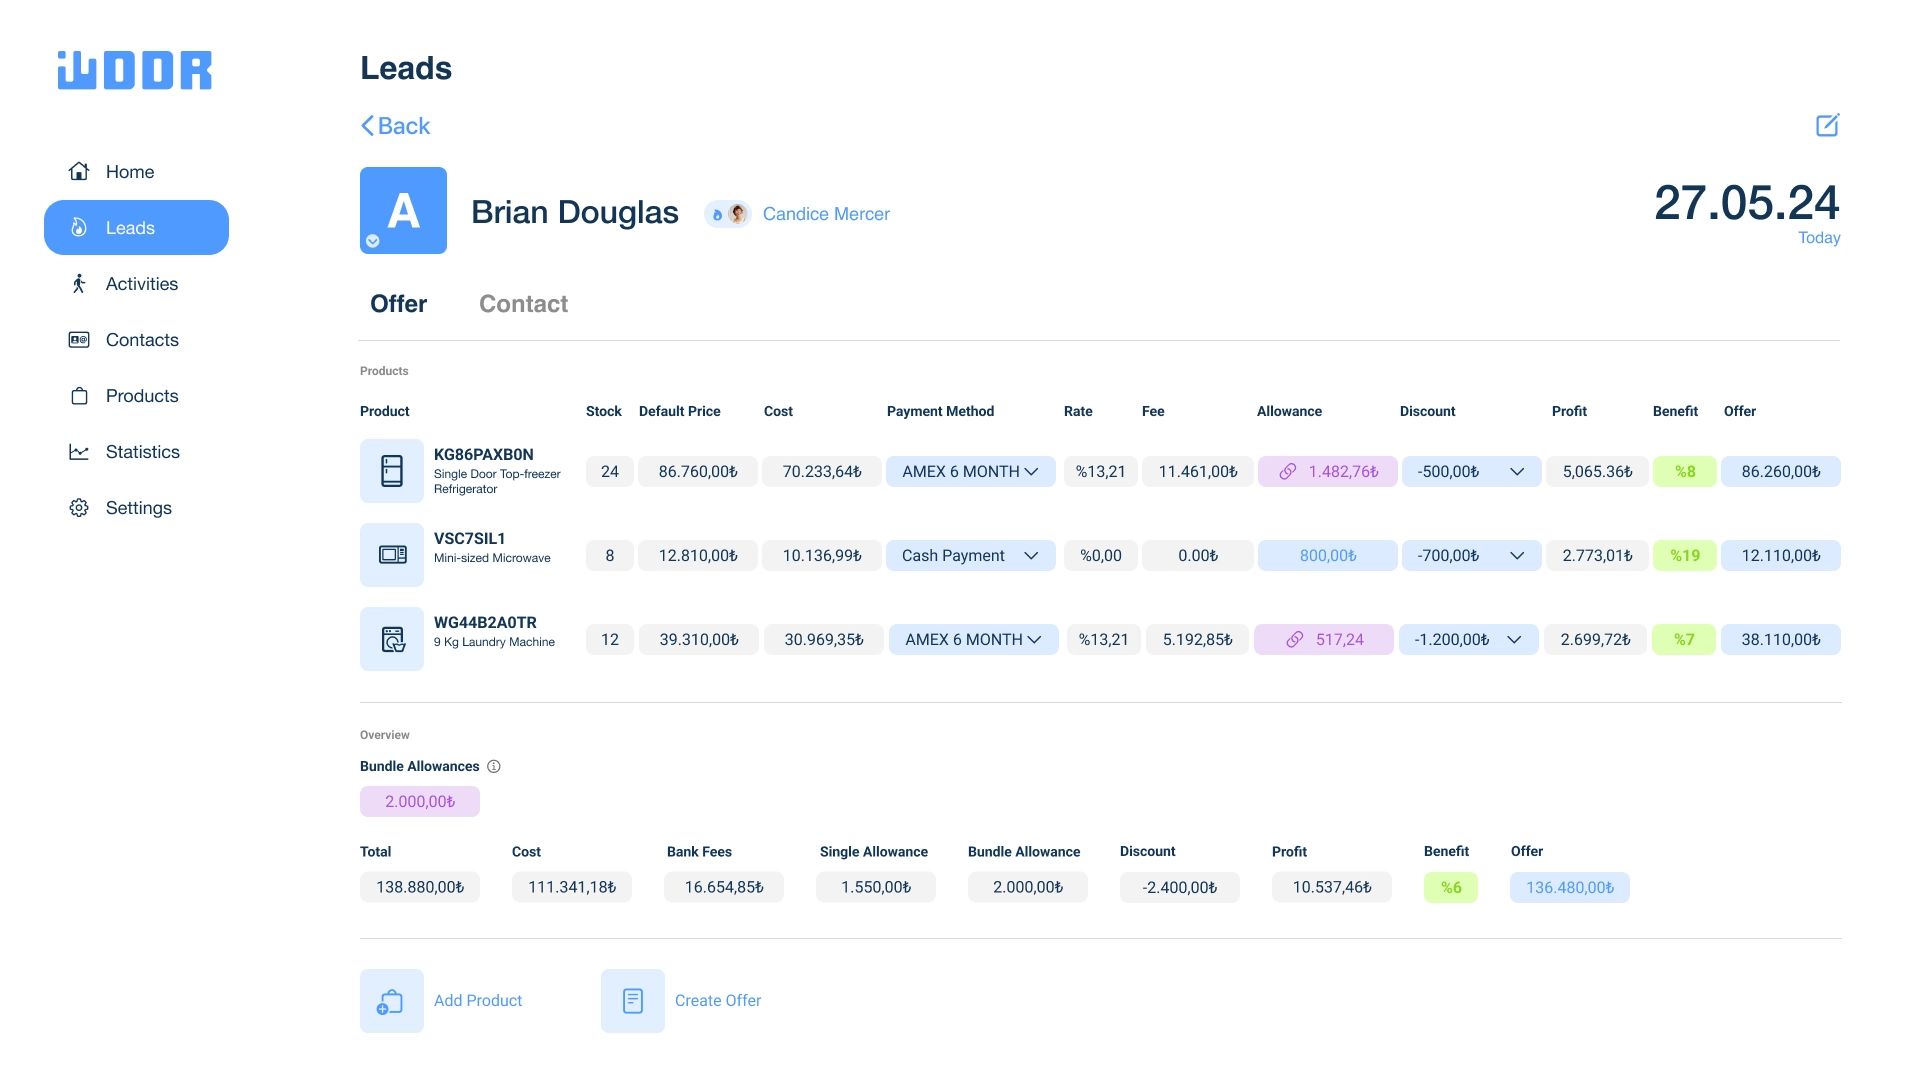 WOOR
Leads
Back
Home
Leads
Activities
Contacts
Products
Statistics
Settings
A
Brian Douglas
Candice Mercer
27.05.24
Today
Offer Contact
Products
Product Stock Default Price Cost Payment Method Rate Fee Allowance Discount Profit Benefit Offer
KG86PAXB0N
Single Door Top-freezer
Refrigerator
24 86.760,00₺ 70.233,64₺ AMEX 6 MONTH %13,21 11.461,00₺ 1.482,76₺ -500,00₺ 5,065.36₺ %8 86.260,00₺
VSC7SIL1
Mini-sized Microwave
8 12.810,00₺ 10.136,99₺ Cash Payment %0,00 0.00₺ 800,00₺ -700,00₺ 2.773,01₺ %19 12.110,00₺
WG44B2A0TR
9 Kg Laundry Machine
12 39.310,00₺ 30.969,35₺ AMEX 6 MONTH %13,21 5.192,85₺ 517,24 -1.200,00₺ 2.699,72₺ %7 38.110,00₺
Overview
Bundle Allowances
2.000,00₺
Total Cost Bank Fees Single Allowance Bundle Allowance Discount Profit Benefit Offer
138.880,00₺ 111.341,18₺ 16.654,85₺ 1.550,00₺ 2.000,00₺ -2.400,00₺ 10.537,46₺ %6 136.480,00₺
Add Product Create Offer